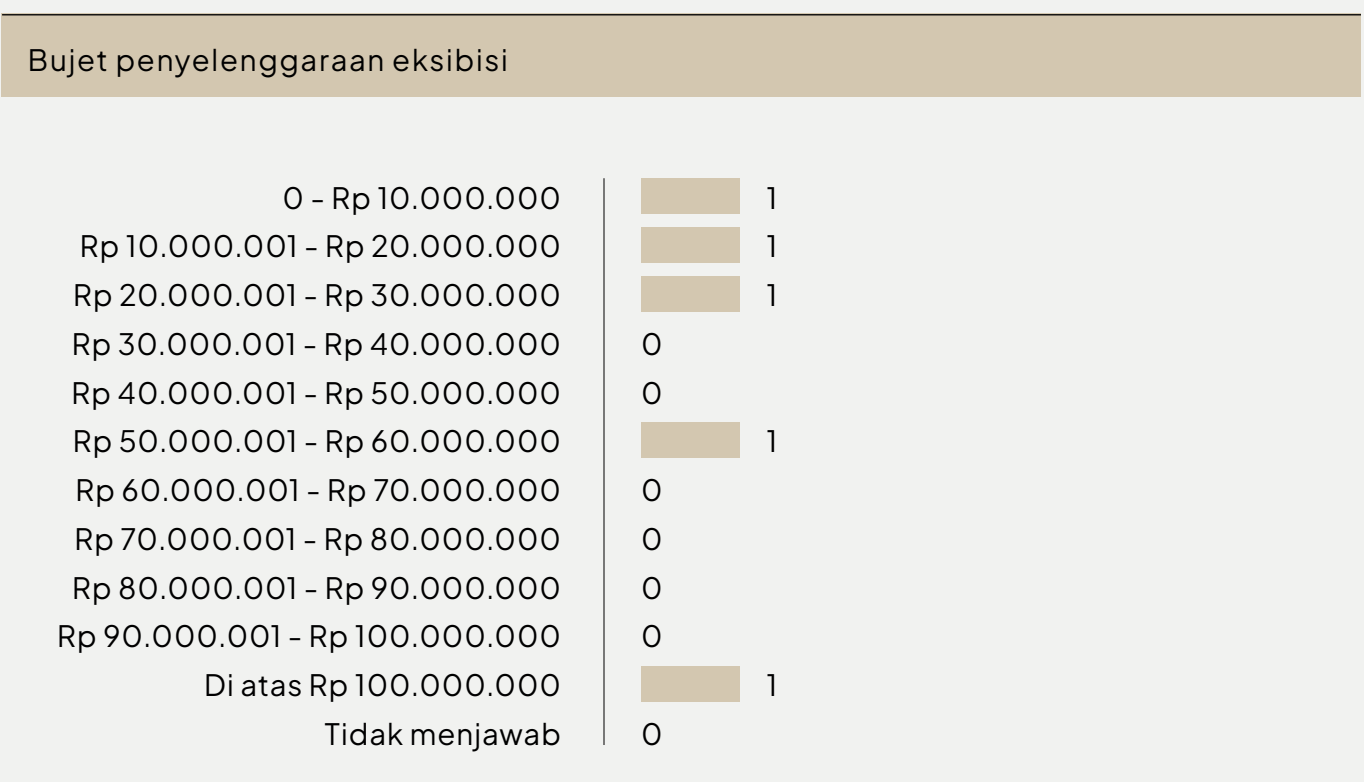 Bujet penyelenggaraan eksibisi
0 - Rp 10.000.000 1
Rp 10.000.001 - Rp 20.000.000 1
Rp 20.000.001 - Rp 30.000.000 1
Rp 30.000.001 - Rp 40.000.000 0
Rp 40.000.001 - Rp 50.000.000 0
Rp 50.000.001 - Rp 60.000.000 1
Rp 60.000.001 - Rp 70.000.000 0
Rp 70.000.001 - Rp 80.000.000 0
Rp 80.000.001 - Rp 90.000.000 0
Rp 90.000.001 - Rp 100.000.000 0
Di atas Rp 100.000.000 1
Tidak menjawab 0